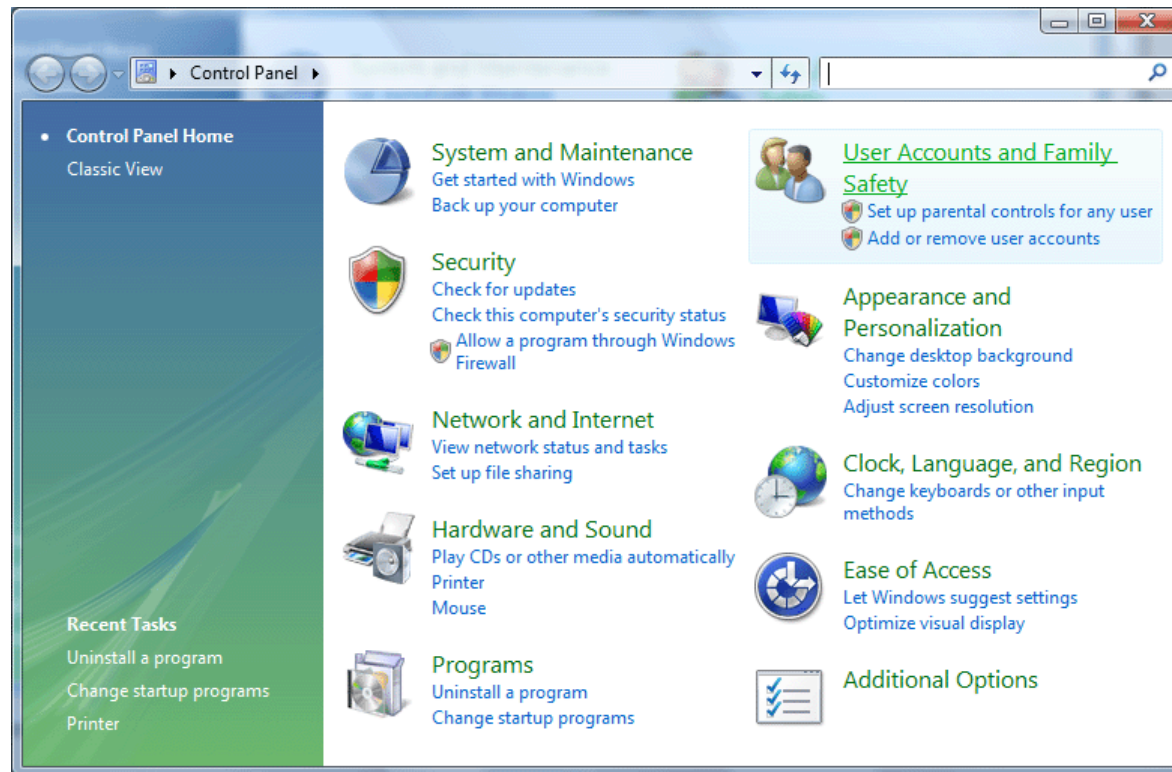 Control Panel
Control Panel Home
Classic View
Recent Tasks
Uninstall a program
Change startup programs
Printer
System and Maintenance
Get started with Windows
Back up your computer
Security
Check for updates
Check this computer's security status
Allow a program through Windows
Firewall
Network and Internet
View network status and tasks
Set up file sharing
Hardware and Sound
Play CDs or other media automatically
Printer
Mouse
Programs
Uninstall a program
Change startup programs
User Accounts and Family
Safety
Set up parental controls for any user
Add or remove user accounts
Appearance and
Personalization
Change desktop background
Customize colors
Adjust screen resolution
Clock, Language, and Region
Change keyboards or other input
methods
Ease of Access
Let Windows suggest settings
Optimize visual display
Additional Options